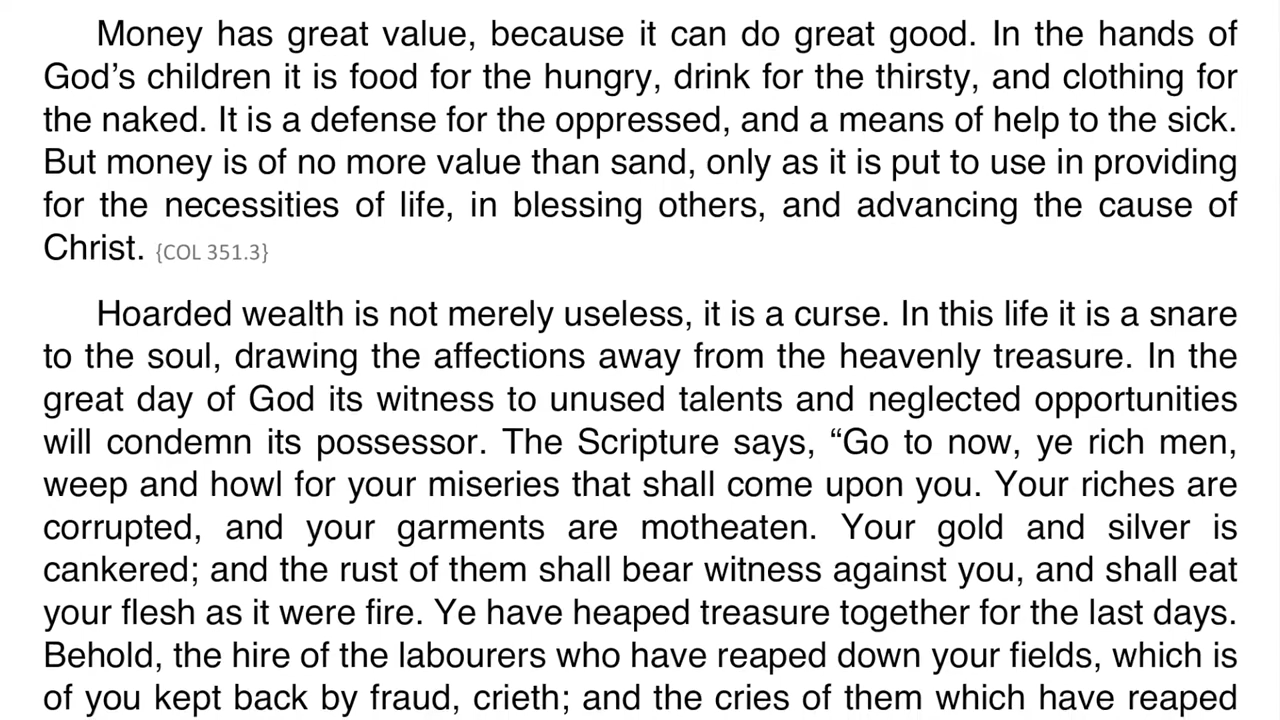 Money has great value, because it can do great good. In the hands of
God’s children it is food for the hungry, drink for the thirsty, and clothing for
the naked. It is a defense for the oppressed, and a means of help to the sick.
But money is of no more value than sand, only as it is put to use in providing
for the necessities of life, in blessing others, and advancing the cause of
Christ. {COL 351.3}
Hoarded wealth is not merely useless, it is a curse. In this life it is a snare
to the soul, drawing the affections away from the heavenly treasure. In the
great day of God its witness to unused talents and neglected opportunities
will condemn its possessor. The Scripture says, “Go to now, ye rich men,
weep and howl for your miseries that shall come upon you. Your riches are
corrupted, and your garments are motheaten. Your gold and silver is
cankered; and the rust of them shall bear witness against you, and shall eat
your flesh as it were fire. Ye have heaped treasure together for the last days.
Behold, the hire of the labourers who have reaped down your fields, which is
of you kept back by fraud, crieth; and the cries of them which have reaped